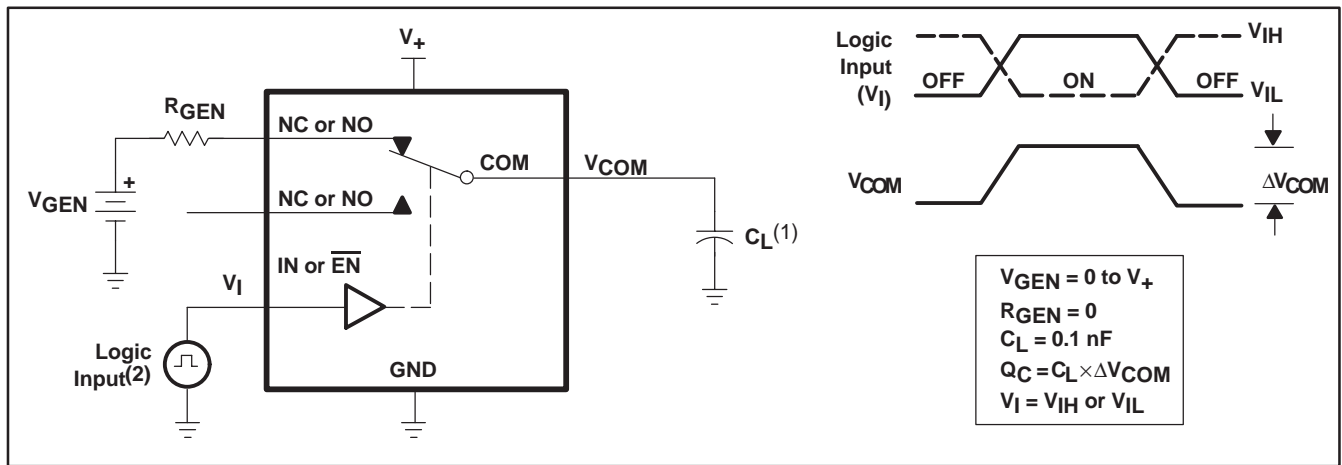 V+
RGEN
NC or NO
COM
VCOM
VGEN
+
NC or NO
CL(1)
IN or EN
VI
Logic
Input(2)
GND
Logic
Input
(VI)
OFF
ON
OFF
VIH
VIL
VCOM
ΔVCOM
VGEN = 0 to V+
RGEN = 0
CL = 0.1 nF
QC = CL × ΔVCOM
VI = VIH or VIL